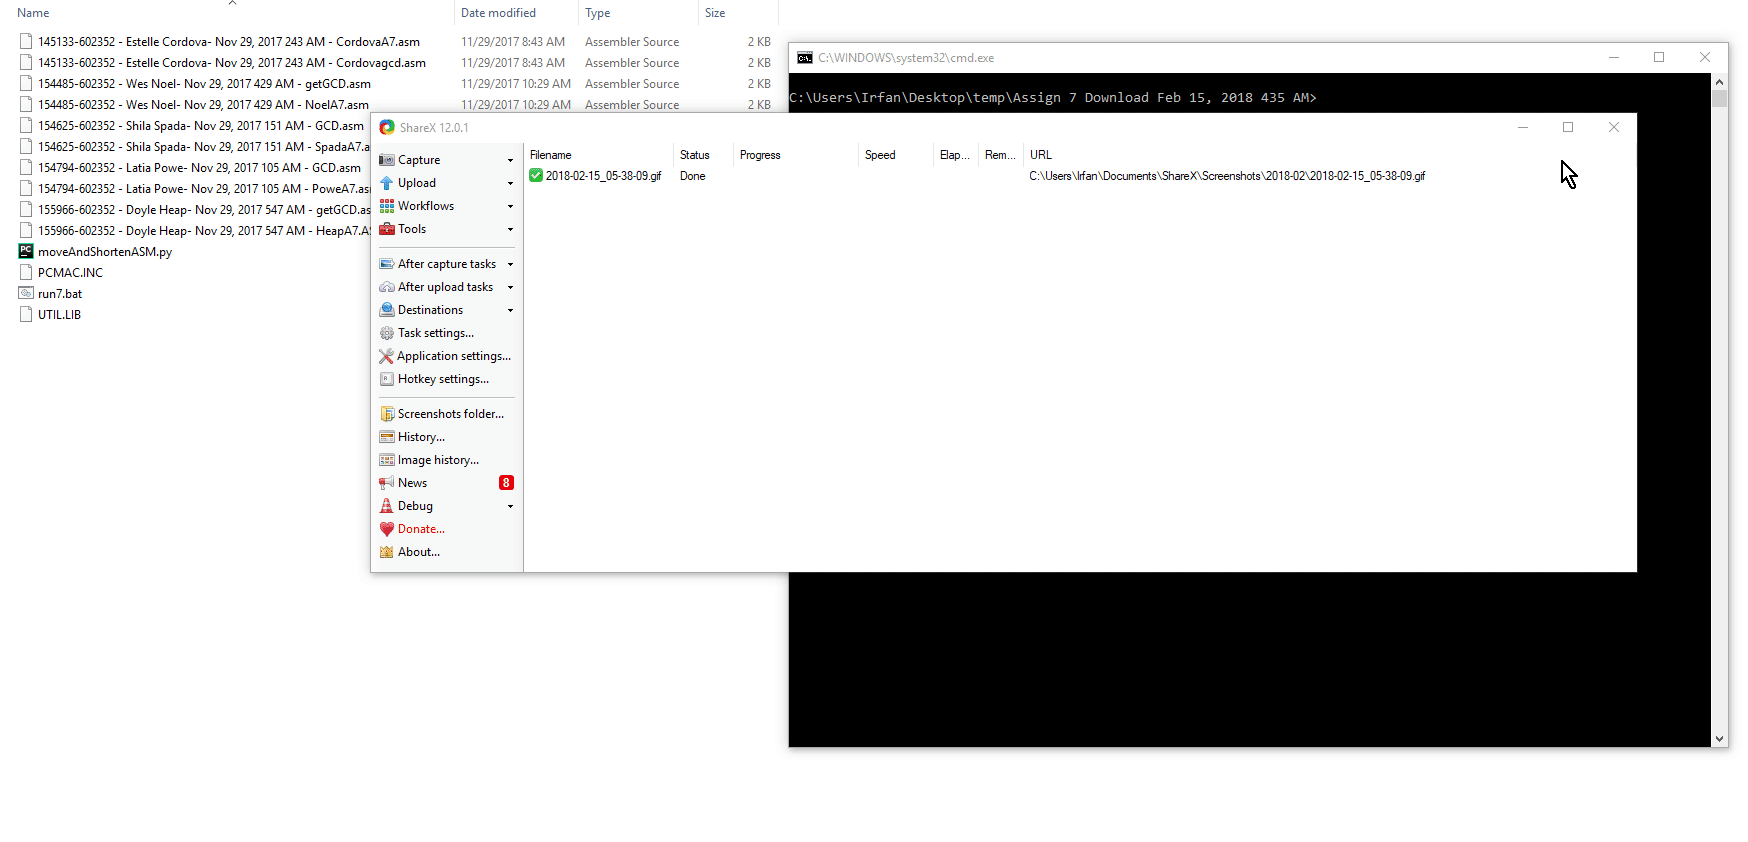 Name Date modified Type Size
145133-602352 - Estelle Cordova- Nov 29, 2017 243 AM - CordovaA7.asm 11/29/2017 8:43 AM Assembler Source 2 KB
145133-602352 - Estelle Cordova- Nov 29, 2017 243 AM - Cordovagcd.asm 11/29/2017 8:43 AM Assembler Source 2 KB
154485-602352 - Wes Noel- Nov 29, 2017 429 AM - getGCD.asm 11/29/2017 10:29 AM Assembler Source 2 KB
154485-602352 - Wes Noel- Nov 29, 2017 429 AM - NoelA7.asm 11/29/2017 10:29 AM Assembler Source 2 KB
154625-602352 - Shila Spada- Nov 29, 2017 151 AM - GCD.asm
154625-602352 - Shila Spada- Nov 29, 2017 151 AM - SpadaA7.a
154794-602352 - Latia Powe- Nov 29, 2017 105 AM - GCD.asm
154794-602352 - Latia Powe- Nov 29, 2017 105 AM - PoweA7.as
155966-602352 - Doyle Heap- Nov 29, 2017 547 AM - getGCD.as
155966-602352 - Doyle Heap- Nov 29, 2017 547 AM - HeapA7.AS
PC moveAndShortenASM.py
PCMAC.INC
run7.bat
UTIL.LIB
C:\WINDOWS\system32\cmd.exe
C:\Users\Irfan\Desktop\temp\Assign 7 Download Feb 15, 2018 435 AM>
ShareX 12.0.1
Capture
Upload
Workflows
Tools
After capture tasks
After upload tasks
Destinations
Task settings...
Application settings...
Hotkey settings...
Screenshots folder...
History...
Image history...
News 8
Debug
Donate...
About...
Filename Status Progress Speed Elap... Rem... URL
2018-02-15_05-38-09.gif Done C:\Users\Irfan\Documents\ShareX\Screenshots\2018-02\2018-02-15_05-38-09.gif